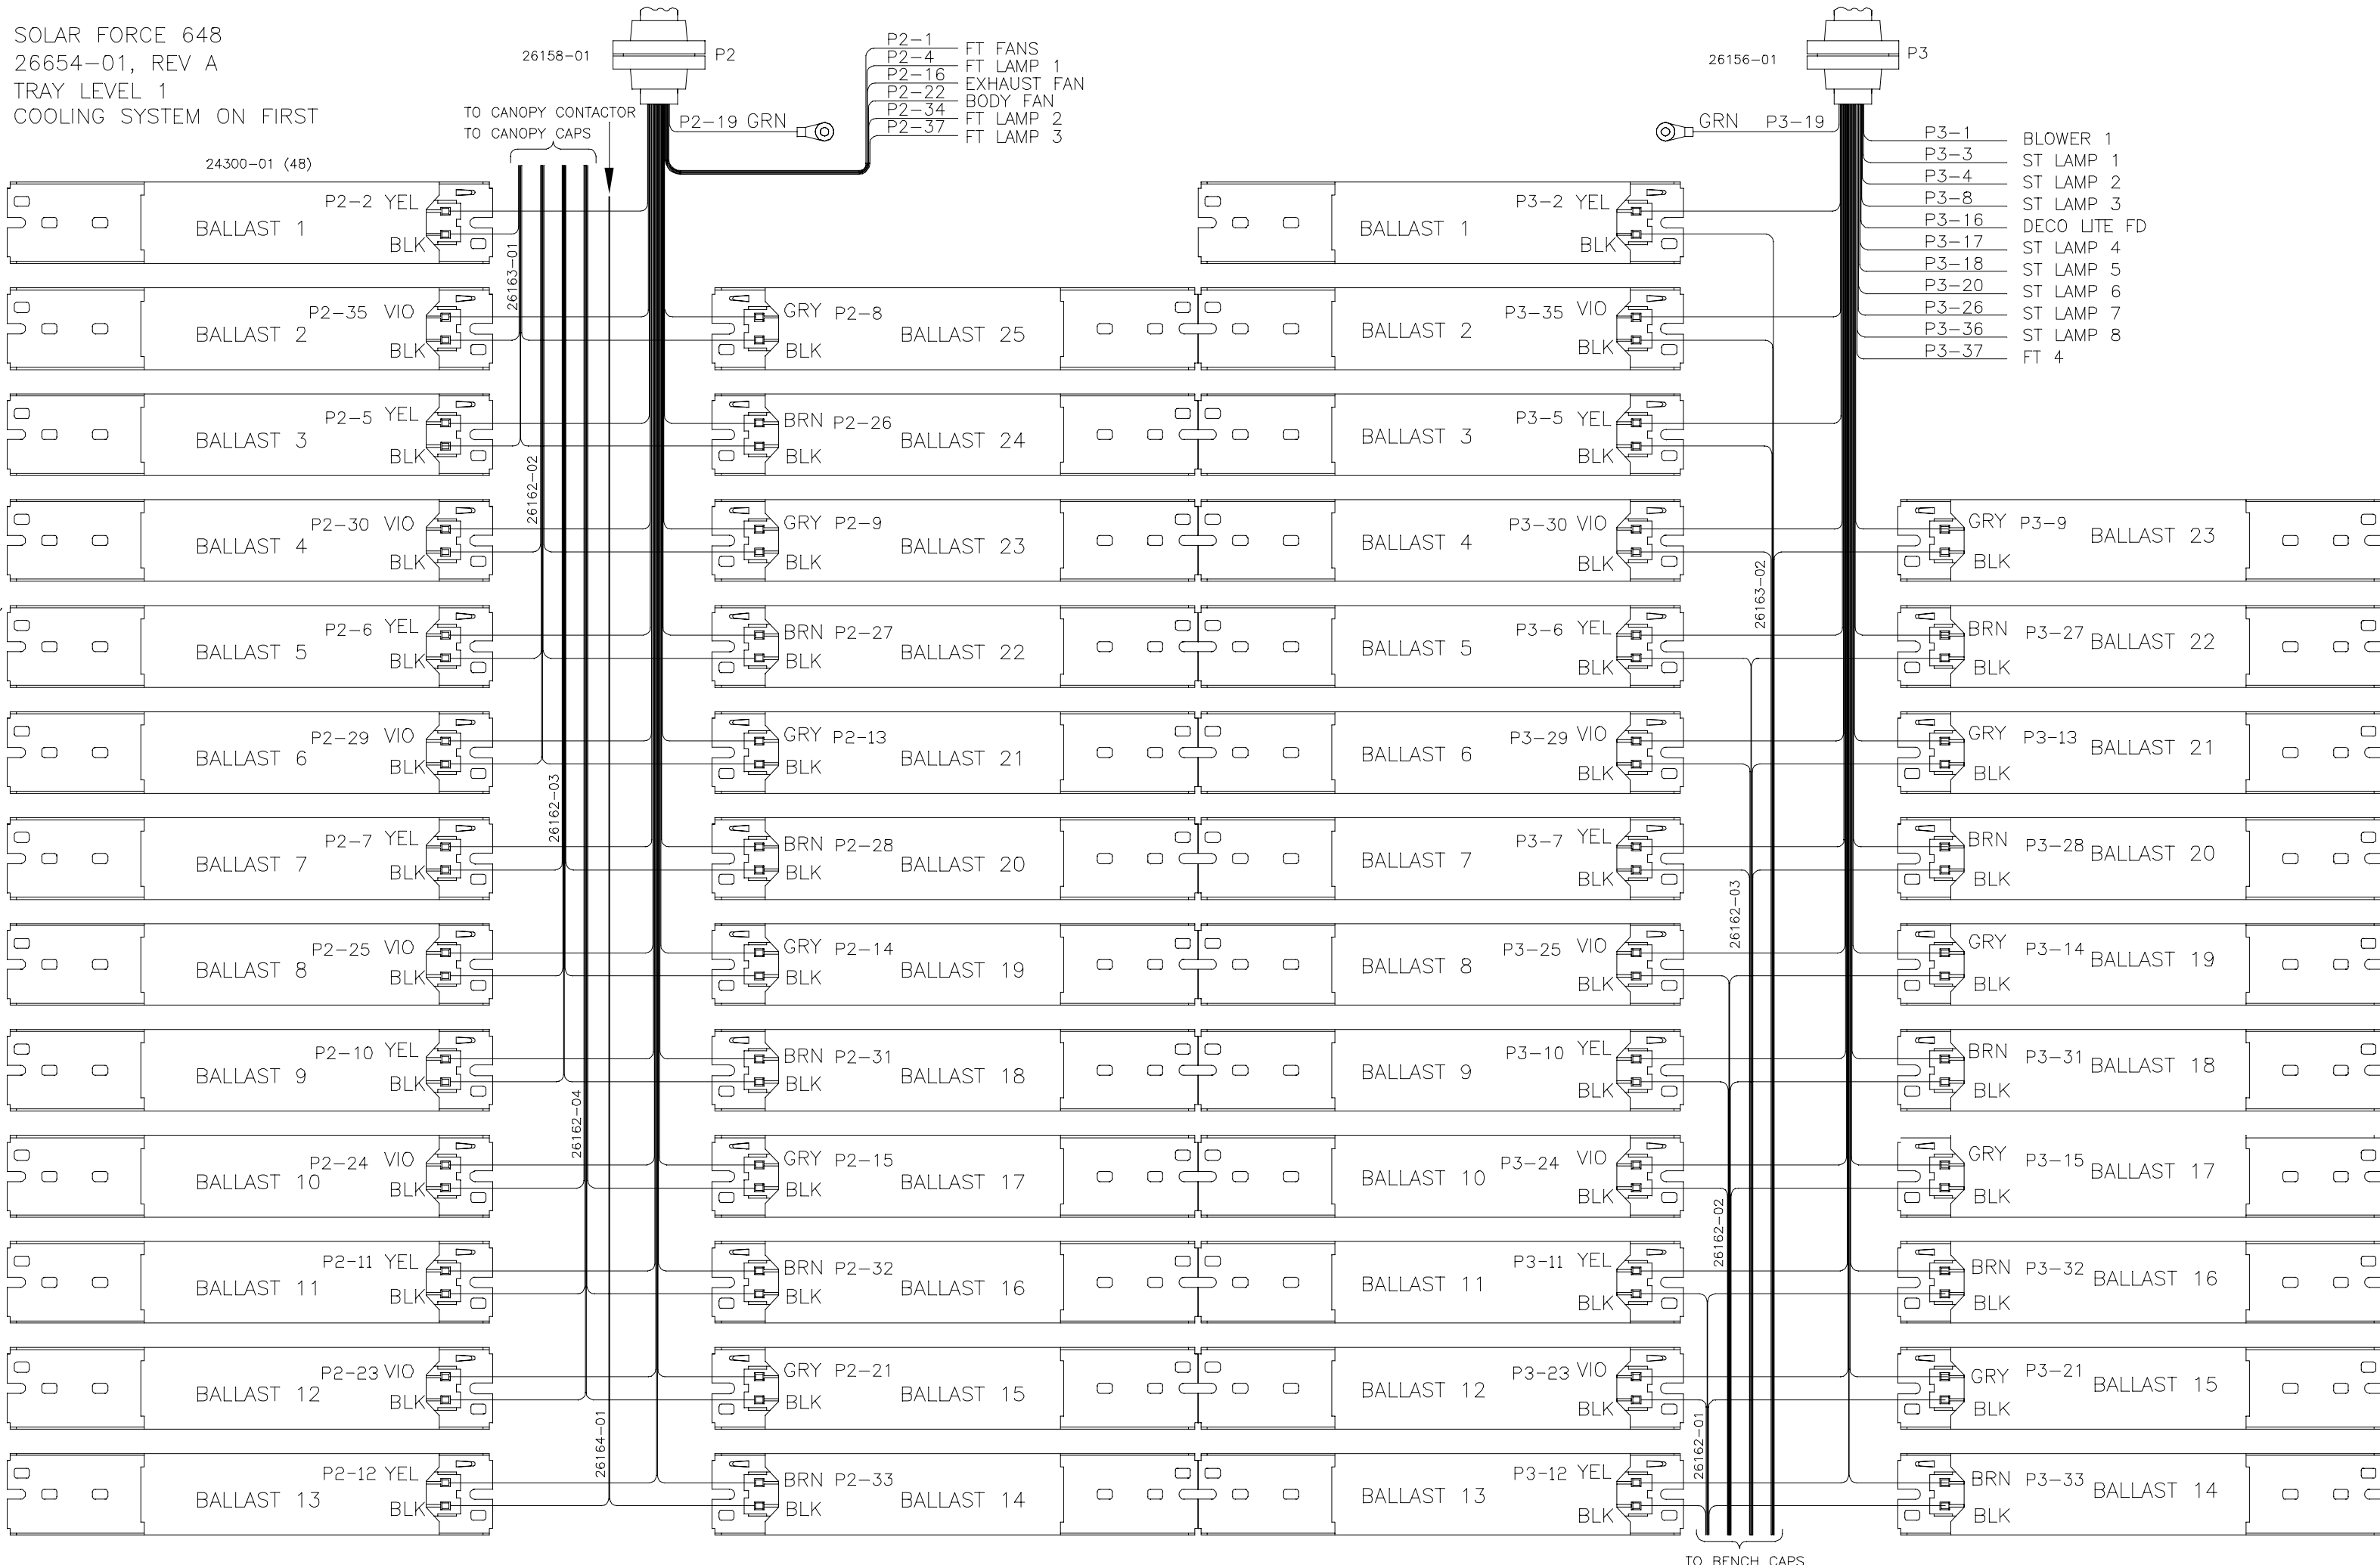 SOLAR FORCE 648
26654-01, REV A
TRAY LEVEL 1
COOLING SYSTEM ON FIRST
24300-01 (48)
26158-01
P2
TO CANOPY CONTACTOR
TO CANOPY CAPS
P2-19 GRN
P2-1 FT FANS
P2-4 FT LAMP 1
P2-16 EXHAUST FAN
P2-22 BODY FAN
P2-34 FT LAMP 2
P2-37 FT LAMP 3
26156-01
P3
GRN P3-19
P3-1 BLOWER 1
P3-3 ST LAMP 1
P3-4 ST LAMP 2
P3-8 ST LAMP 3
P3-16 DECO LITE FD
P3-17 ST LAMP 4
P3-18 ST LAMP 5
P3-20 ST LAMP 6
P3-26 ST LAMP 7
P3-36 ST LAMP 8
P3-37 FT 4
BALLAST 1 P2-2 YEL
BLK
BALLAST 2 P2-35 VIO
BLK
BALLAST 3 P2-5 YEL
BLK
BALLAST 4 P2-30 VIO
BLK
BALLAST 5 P2-6 YEL
BLK
BALLAST 6 P2-29 VIO
BLK
BALLAST 7 P2-7 YEL
BLK
BALLAST 8 P2-25 VIO
BLK
BALLAST 9 P2-10 YEL
BLK
BALLAST 10 P2-24 VIO
BLK
BALLAST 11 P2-11 YEL
BLK
BALLAST 12 P2-23 VIO
BLK
BALLAST 13 P2-12 YEL
BLK
26163-01
26162-02
26162-03
26162-04
26164-01
GRY P2-8 BALLAST 25
BLK
BRN P2-26 BALLAST 24
BLK
GRY P2-9 BALLAST 23
BLK
BRN P2-27 BALLAST 22
BLK
GRY P2-13 BALLAST 21
BLK
BRN P2-28 BALLAST 20
BLK
GRY P2-14 BALLAST 19
BLK
BRN P2-31 BALLAST 18
BLK
GRY P2-15 BALLAST 17
BLK
BRN P2-32 BALLAST 16
BLK
GRY P2-21 BALLAST 15
BLK
BRN P2-33 BALLAST 14
BLK
BALLAST 1 P3-2 YEL
BLK
BALLAST 2 P3-35 VIO
BLK
BALLAST 3 P3-5 YEL
BLK
BALLAST 4 P3-30 VIO
BLK
BALLAST 5 P3-6 YEL
BLK
BALLAST 6 P3-29 VIO
BLK
BALLAST 7 P3-7 YEL
BLK
BALLAST 8 P3-25 VIO
BLK
BALLAST 9 P3-10 YEL
BLK
BALLAST 10 P3-24 VIO
BLK
BALLAST 11 P3-11 YEL
BLK
BALLAST 12 P3-23 VIO
BLK
BALLAST 13 P3-12 YEL
BLK
26163-02
26162-03
26162-02
26162-01
GRY P3-9 BALLAST 23
BLK
BRN P3-27 BALLAST 22
BLK
GRY P3-13 BALLAST 21
BLK
BRN P3-28 BALLAST 20
BLK
GRY P3-14 BALLAST 19
BLK
BRN P3-31 BALLAST 18
BLK
GRY P3-15 BALLAST 17
BLK
BRN P3-32 BALLAST 16
BLK
GRY P3-21 BALLAST 15
BLK
BRN P3-33 BALLAST 14
BLK
TO BENCH CAPS